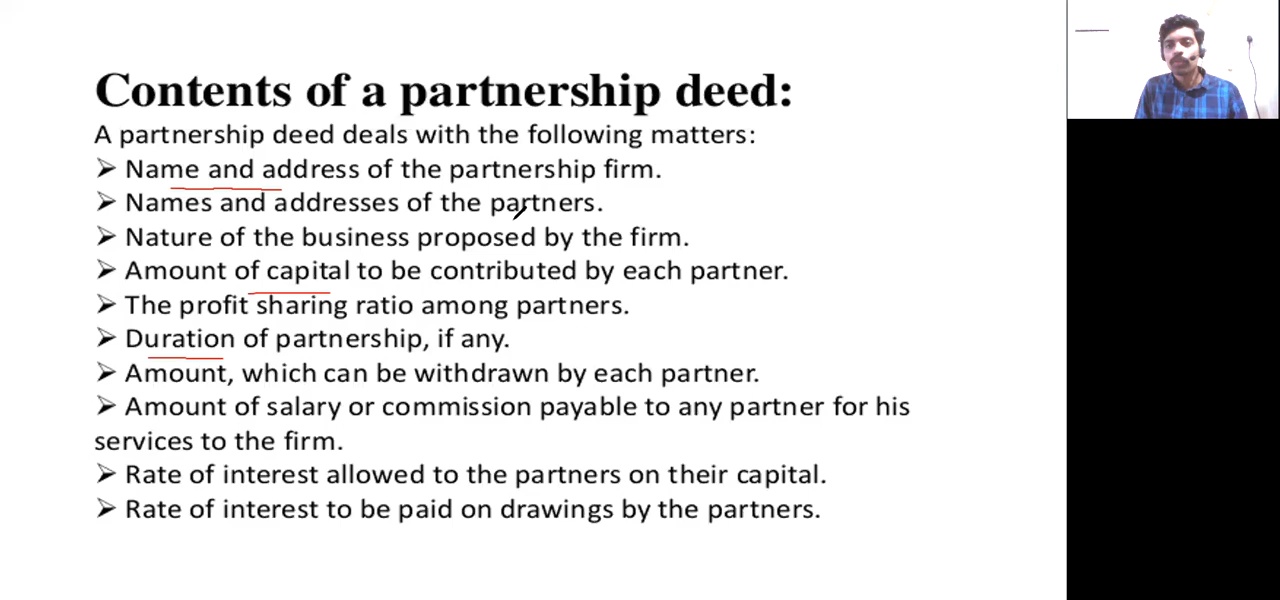 Contents of a partnership deed:
A partnership deed deals with the following matters:
➢ Name and address of the partnership firm.
➢ Names and addresses of the partners.
➢ Nature of the business proposed by the firm.
➢ Amount of capital to be contributed by each partner.
➢ The profit sharing ratio among partners.
➢ Duration of partnership, if any.
➢ Amount, which can be withdrawn by each partner.
➢ Amount of salary or commission payable to any partner for his
services to the firm.
➢ Rate of interest allowed to the partners on their capital.
➢ Rate of interest to be paid on drawings by the partners.